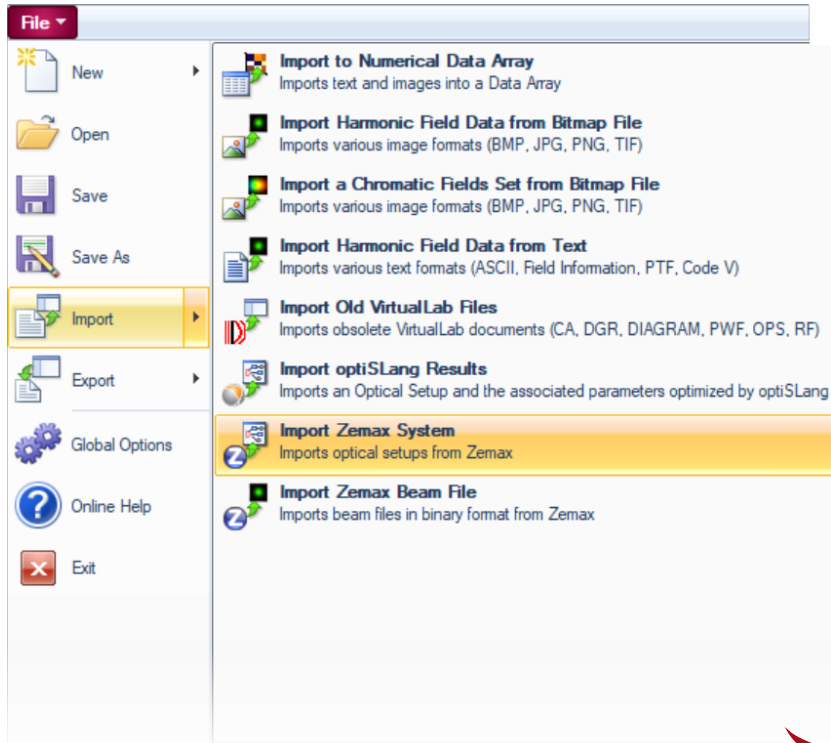 File
New
Open
Save
Save As
Import
Export
Global Options
Online Help
Exit
Import to Numerical Data Array
Imports text and images into a Data Array
Import Harmonic Field Data from Bitmap File
Imports various image formats (BMP, JPG, PNG, TIF)
Import a Chromatic Fields Set from Bitmap File
Imports various image formats (BMP, JPG, PNG, TIF)
Import Harmonic Field Data from Text
Imports various text formats (ASCII, Field Information, PTF, Code V)
Import Old VirtualLab Files
Imports obsolete VirtualLab documents (CA, DGR, DIAGRAM, PWF, OPS, RF)
Import optiSLang Results
Imports an Optical Setup and the associated parameters optimized by optiSLang
Import Zemax System
Imports optical setups from Zemax
Import Zemax Beam File
Imports beam files in binary format from Zemax